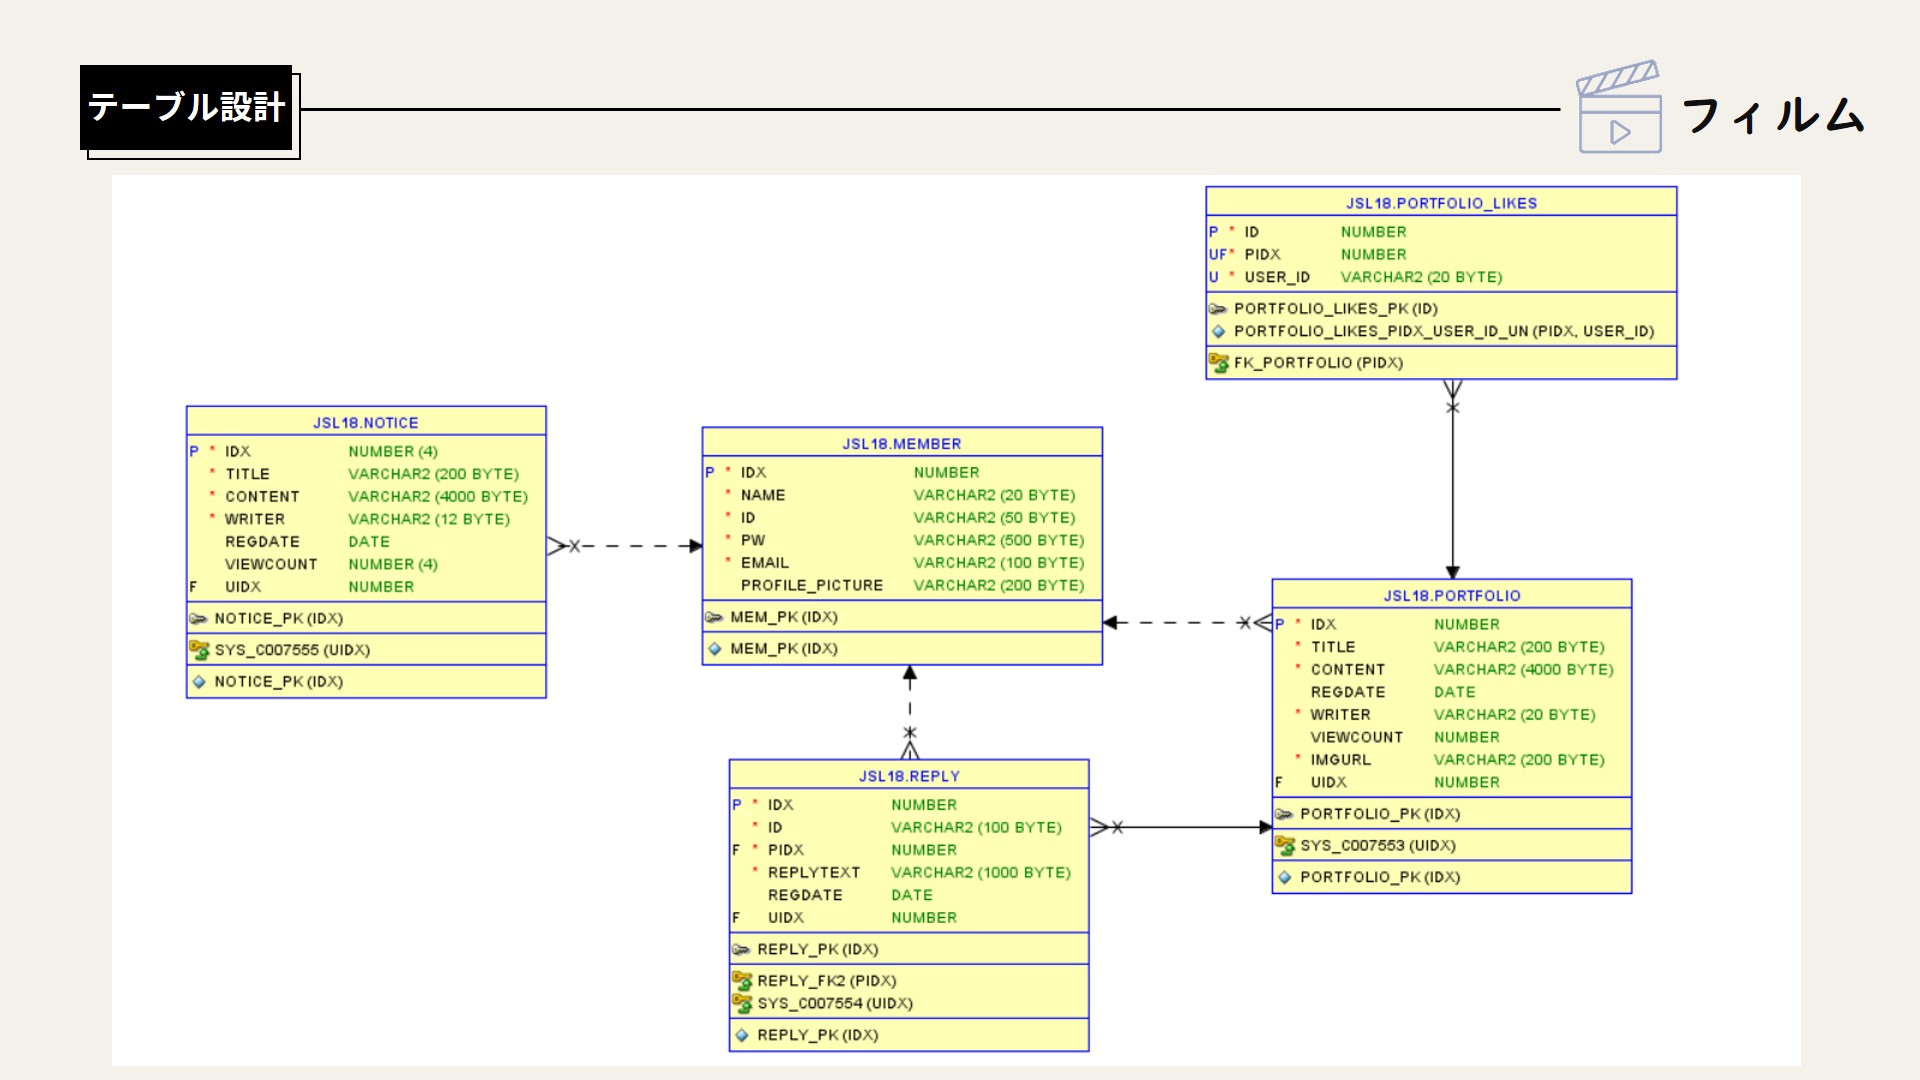 テーブル設計
フィルム
JSL18.PORTFOLIO_LIKES
P * ID NUMBER
UF* PIDX NUMBER
U * USER_ID VARCHAR2 (20 BYTE)
PORTFOLIO_LIKES_PK (ID)
PORTFOLIO_LIKES_PIDX_USER_ID_UN (PIDX, USER_ID)
FK_PORTFOLIO (PIDX)
JSL18.NOTICE
P * IDX NUMBER (4)
* TITLE VARCHAR2 (200 BYTE)
* CONTENT VARCHAR2 (4000 BYTE)
* WRITER VARCHAR2 (12 BYTE)
REGDATE DATE
VIEWCOUNT NUMBER (4)
F UIDX NUMBER
NOTICE_PK (IDX)
SYS_C007555 (UIDX)
NOTICE_PK (IDX)
JSL18.MEMBER
P * IDX NUMBER
* NAME VARCHAR2 (20 BYTE)
* ID VARCHAR2 (50 BYTE)
* PW VARCHAR2 (500 BYTE)
* EMAIL VARCHAR2 (100 BYTE)
PROFILE_PICTURE VARCHAR2 (200 BYTE)
MEM_PK (IDX)
MEM_PK (IDX)
JSL18.PORTFOLIO
P * IDX NUMBER
* TITLE VARCHAR2 (200 BYTE)
* CONTENT VARCHAR2 (4000 BYTE)
REGDATE DATE
* WRITER VARCHAR2 (20 BYTE)
VIEWCOUNT NUMBER
* IMGURL VARCHAR2 (200 BYTE)
F UIDX NUMBER
PORTFOLIO_PK (IDX)
SYS_C007553 (UIDX)
PORTFOLIO_PK (IDX)
JSL18.REPLY
P * IDX NUMBER
* ID VARCHAR2 (100 BYTE)
F * PIDX NUMBER
* REPLYTEXT VARCHAR2 (1000 BYTE)
REGDATE DATE
F UIDX NUMBER
REPLY_PK (IDX)
REPLY_FK2 (PIDX)
SYS_C007554 (UIDX)
REPLY_PK (IDX)